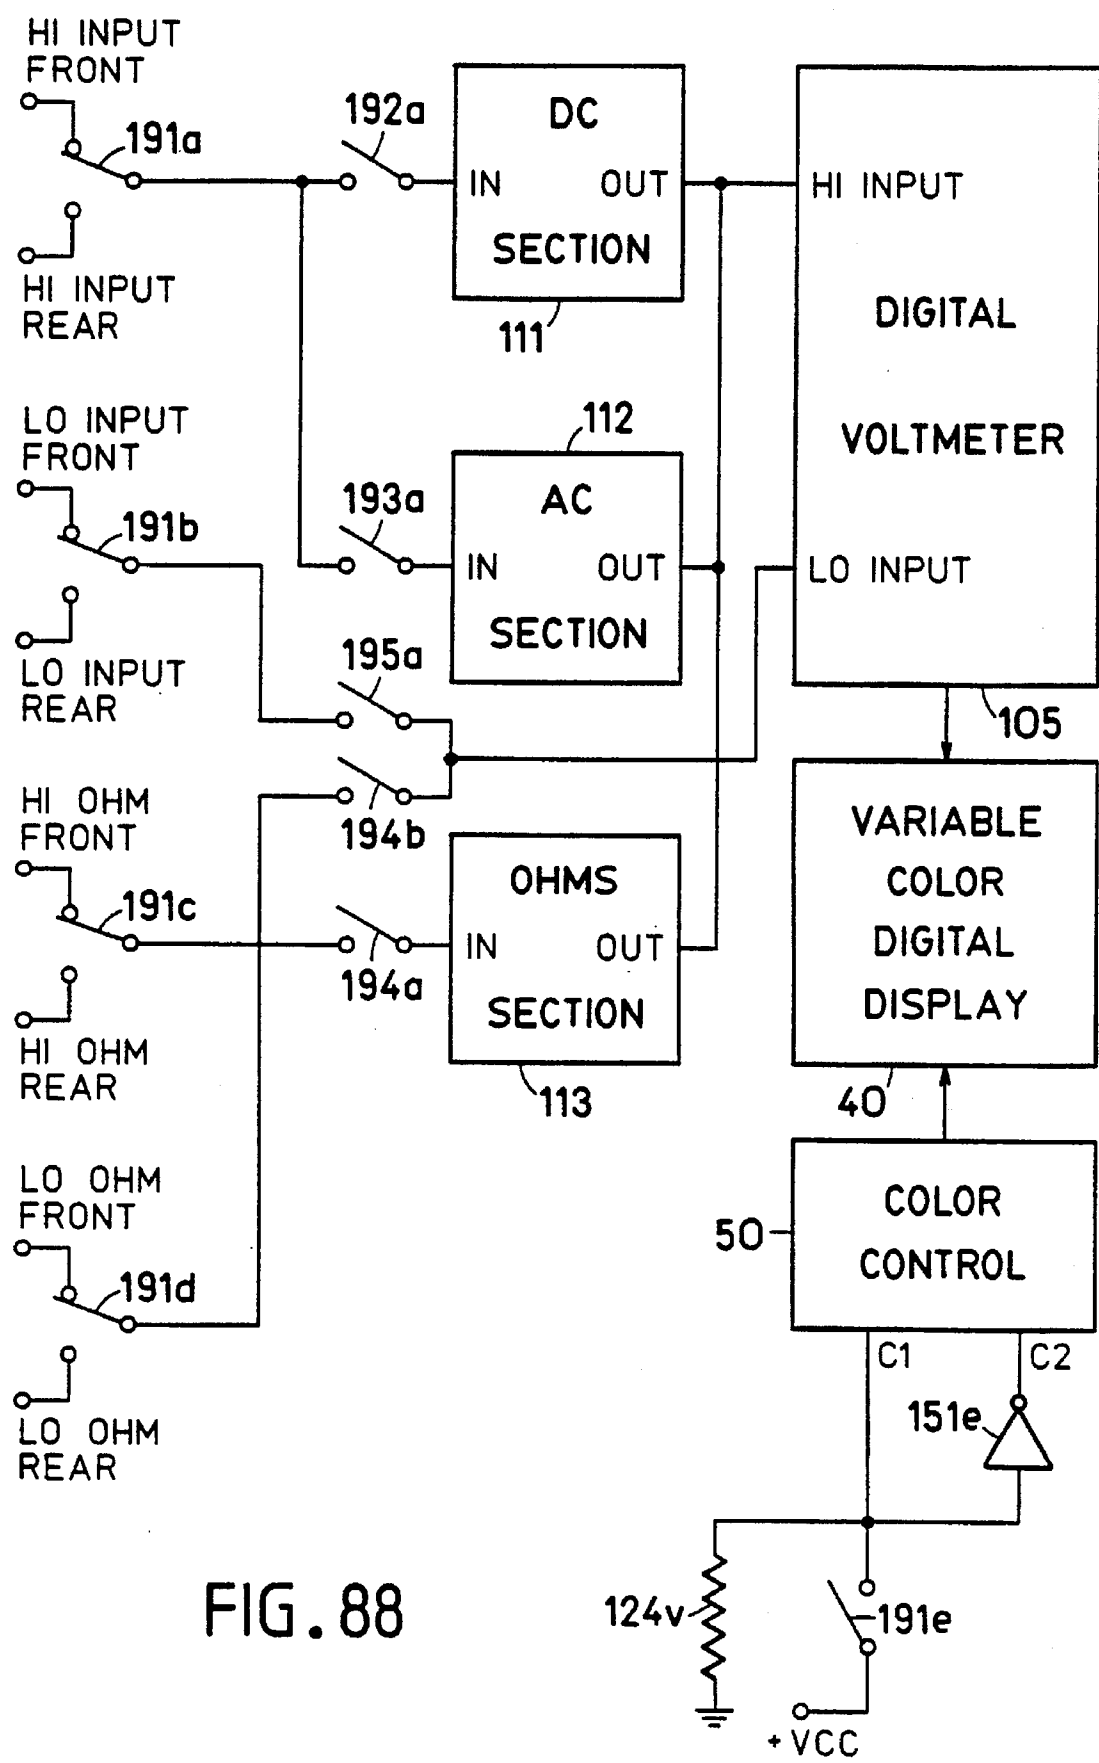 HI INPUT
FRONT
191a
HI INPUT
REAR
192a
DC
IN OUT
SECTION
111
HI INPUT
DIGITAL
VOLTMETER
LO INPUT
105
LO INPUT
FRONT
191b
LO INPUT
REAR
112
193a
AC
IN OUT
SECTION
195a
194b
HI OHM
FRONT
191c
HI OHM
REAR
194a
OHMS
IN OUT
SECTION
113
VARIABLE
COLOR
DIGITAL
DISPLAY
40
LO OHM
FRONT
191d
LO OHM
REAR
50
COLOR
CONTROL
C1 C2
151e
124v
191e
+VCC
FIG. 88